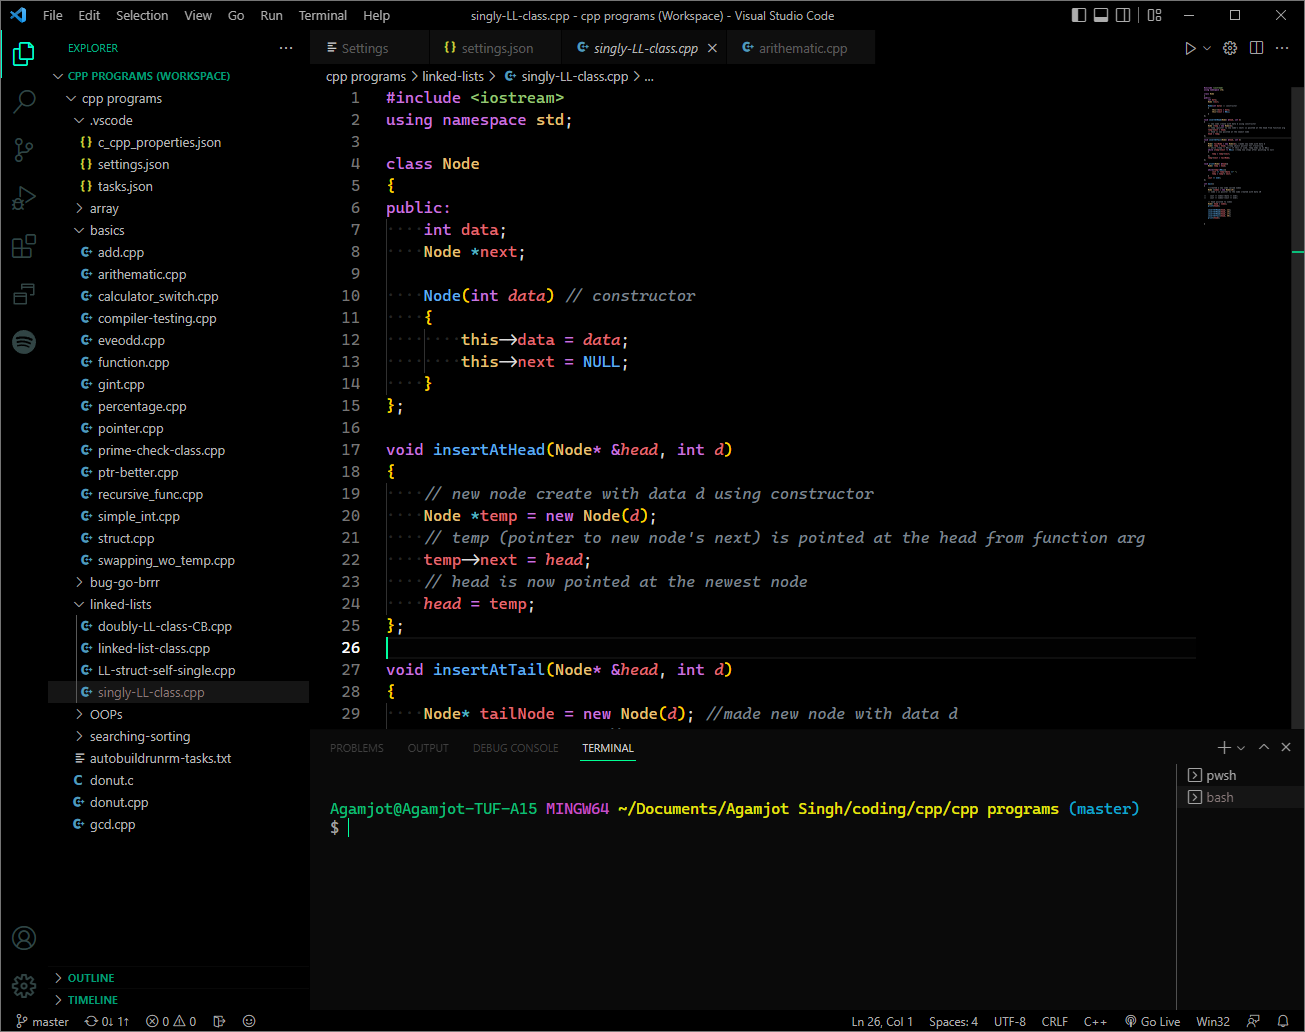 File Edit Selection View Go Run Terminal Help singly-LL-class.cpp - cpp programs (Workspace) - Visual Studio Code
EXPLORER
CPP PROGRAMS (WORKSPACE)
cpp programs
.vscode
{} c_cpp_properties.json
{} settings.json
{} tasks.json
array
basics
add.cpp
arithematic.cpp
calculator_switch.cpp
compiler-testing.cpp
eveodd.cpp
function.cpp
gint.cpp
percentage.cpp
pointer.cpp
prime-check-class.cpp
ptr-better.cpp
recursive_func.cpp
simple_int.cpp
struct.cpp
swapping_wo_temp.cpp
bug-go-brrr
linked-lists
doubly-LL-class-CB.cpp
linked-list-class.cpp
LL-struct-self-single.cpp
singly-LL-class.cpp
OOPs
searching-sorting
autobuildrunrm-tasks.txt
donut.c
donut.cpp
gcd.cpp
OUTLINE
TIMELINE
Settings {} settings.json singly-LL-class.cpp arithematic.cpp
cpp programs > linked-lists > singly-LL-class.cpp > ...
1 #include <iostream>
2 using namespace std;
3
4 class Node
5 {
6 public:
7 int data;
8 Node *next;
9
10 Node(int data) // constructor
11 {
12 this->data = data;
13 this->next = NULL;
14 }
15 };
16
17 void insertAtHead(Node* &head, int d)
18 {
19 // new node create with data d using constructor
20 Node *temp = new Node(d);
21 // temp (pointer to new node's next) is pointed at the head from function arg
22 temp->next = head;
23 // head is now pointed at the newest node
24 head = temp;
25 };
26
27 void insertAtTail(Node* &head, int d)
28 {
29 Node* tailNode = new Node(d); //made new node with data d
PROBLEMS OUTPUT DEBUG CONSOLE TERMINAL
pwsh
bash
Agamjot@Agamjot-TUF-A15 MINGW64 ~/Documents/Agamjot Singh/coding/cpp/cpp programs (master)
$
master 0↓ 1↑ 0 0 Ln 26, Col 1 Spaces: 4 UTF-8 CRLF C++ Go Live Win32